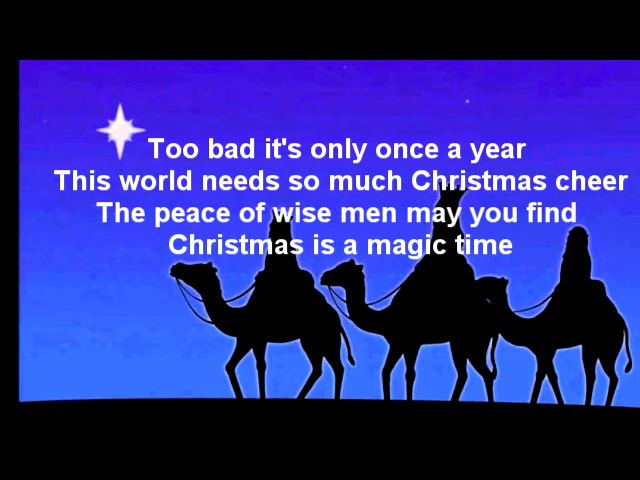 Too bad it's only once a year
This world needs so much Christmas cheer
The peace of wise men may you find
Christmas is a magic time